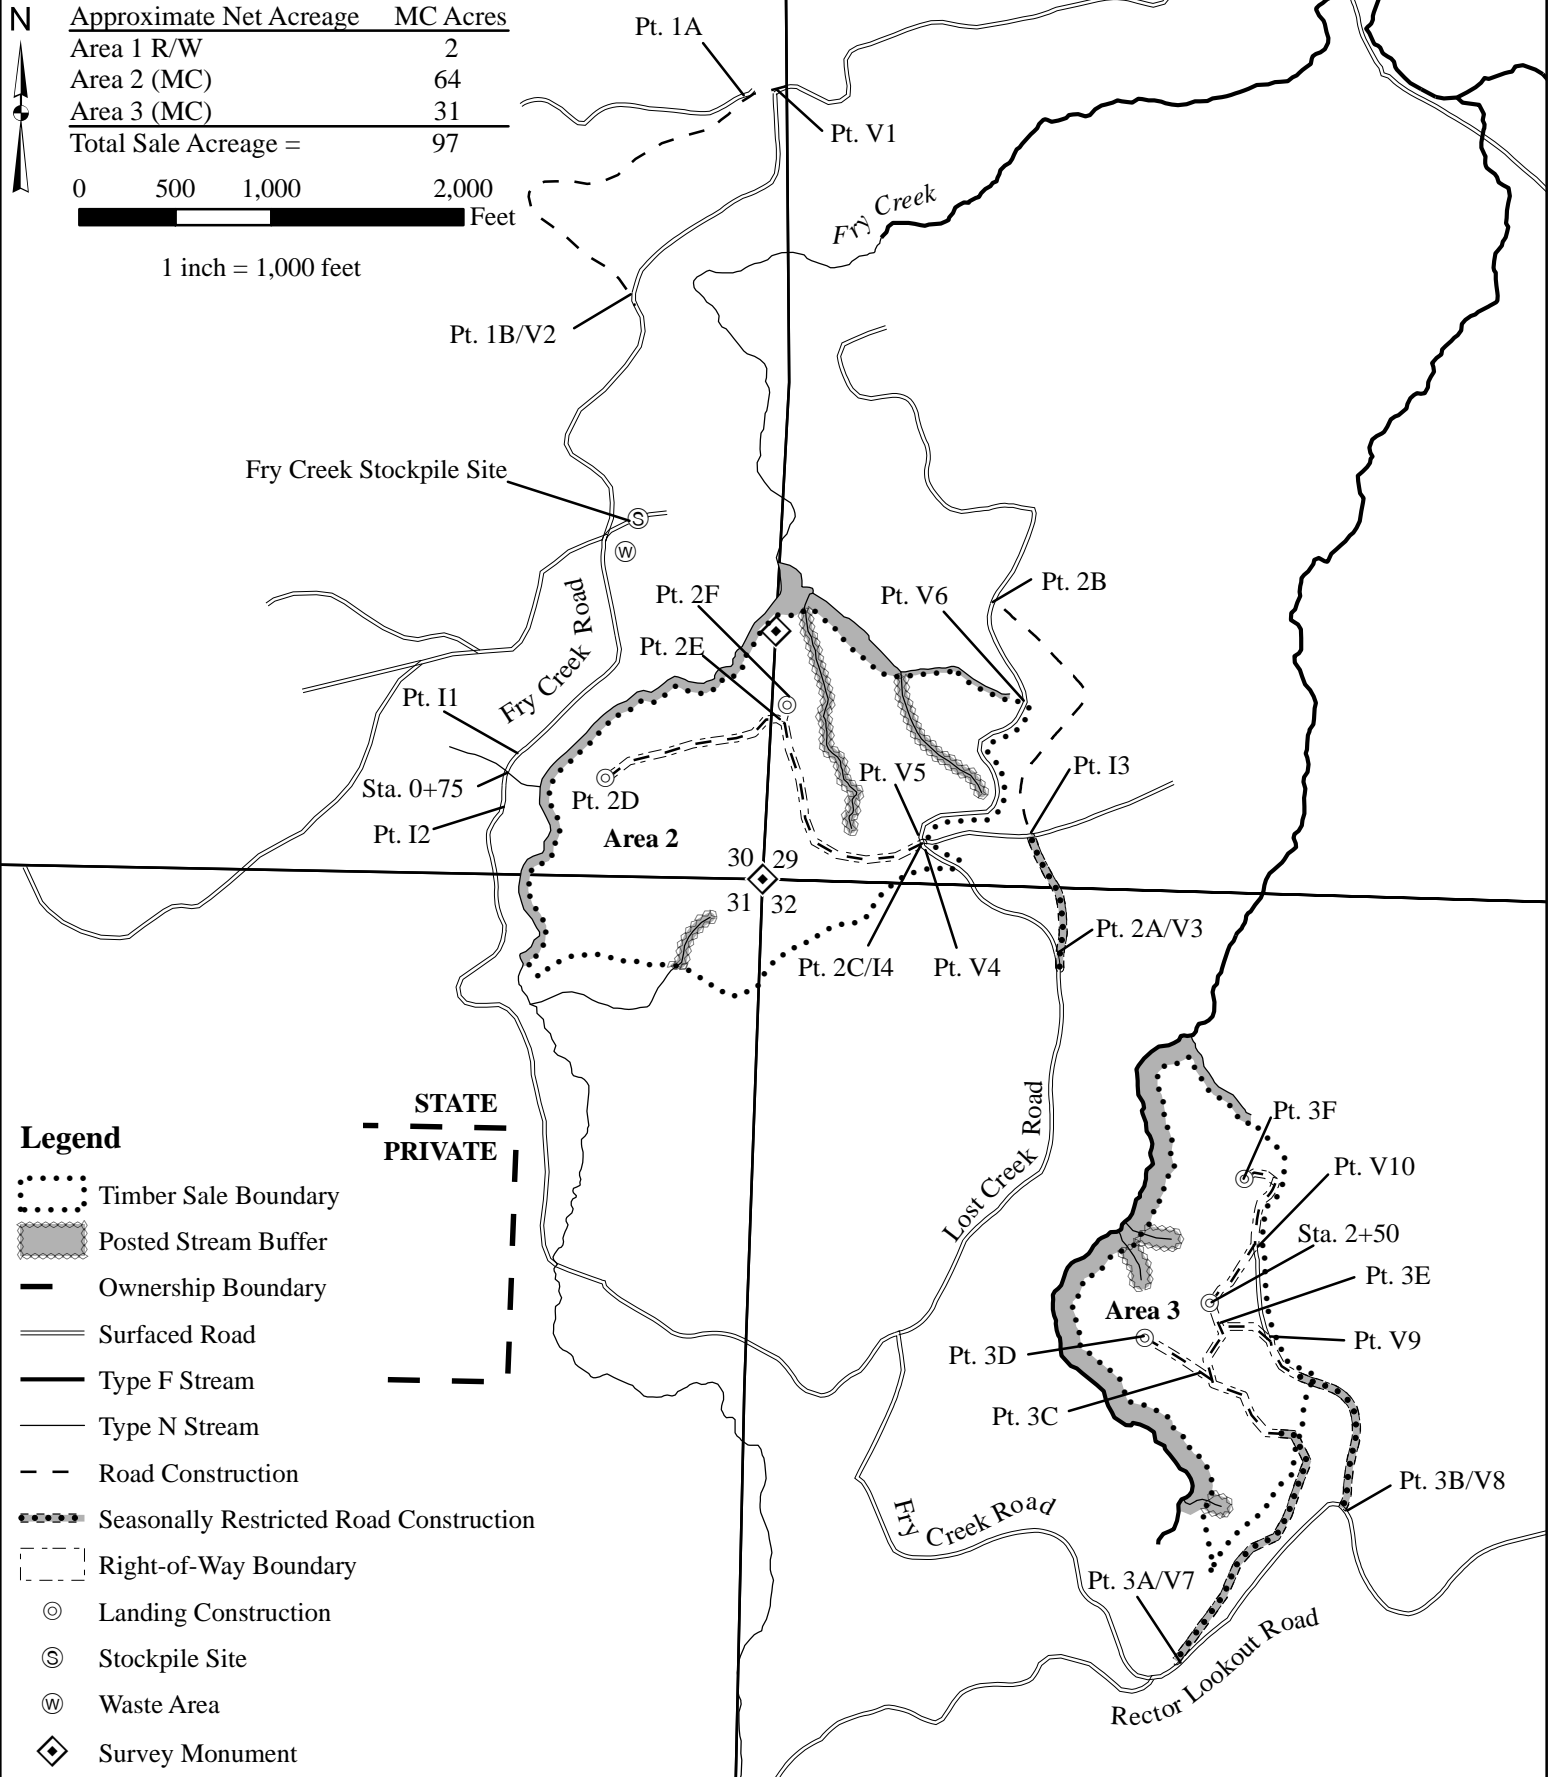 N
Approximate Net Acreage MC Acres
Area 1 R/W 2
Area 2 (MC) 64
Area 3 (MC) 31
Total Sale Acreage = 97
0 500 1,000 2,000
Feet
1 inch = 1,000 feet
Pt. 1A
Pt. V1
Fry Creek
Pt. 1B/V2
Fry Creek Stockpile Site
S
W
Pt. 2B
Pt. 2F
Pt. V6
Fry Creek Road
Pt. 2E
Pt. I1
Pt. V5
Pt. I3
Sta. 0+75
Pt. 2D
Pt. I2
Area 2
30 29
31 32
Pt. 2A/V3
Pt. 2C/I4
Pt. V4
Lost Creek Road
STATE
PRIVATE
Pt. 3F
Pt. V10
Sta. 2+50
Pt. 3E
Area 3
Pt. V9
Pt. 3D
Pt. 3C
Pt. 3B/V8
Fry Creek Road
Pt. 3A/V7
Rector Lookout Road
Legend
Timber Sale Boundary
Posted Stream Buffer
Ownership Boundary
Surfaced Road
Type F Stream
Type N Stream
Road Construction
Seasonally Restricted Road Construction
Right-of-Way Boundary
Landing Construction
S Stockpile Site
W Waste Area
Survey Monument